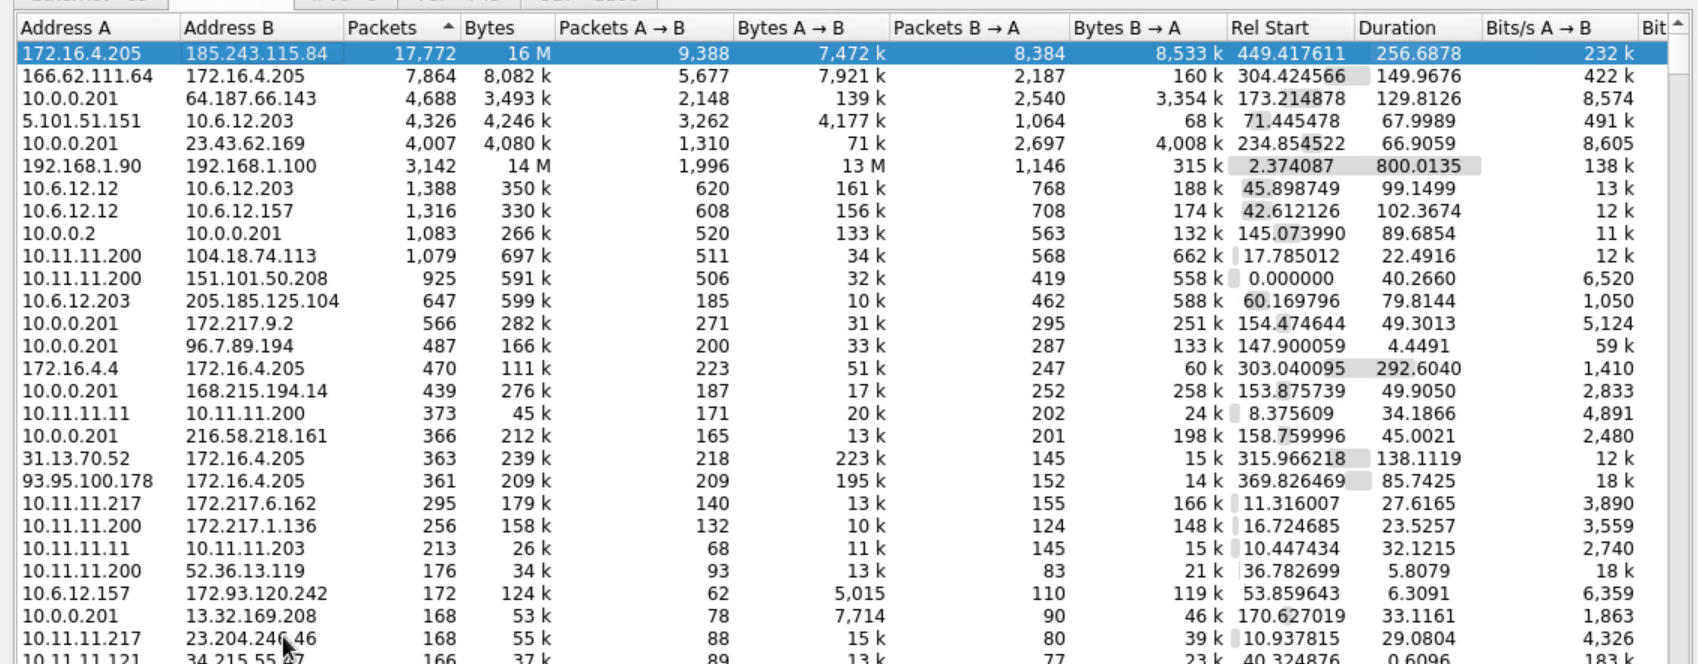 Address A Address B Packets Bytes Packets A → B Bytes A → B Packets B → A Bytes B → A Rel Start Duration Bits/s A → B Bit
172.16.4.205 185.243.115.84 17,772 16 M 9,388 7,472 k 8,384 8,533 k 449.417611 256.6878 232 k
166.62.111.64 172.16.4.205 7,864 8,082 k 5,677 7,921 k 2,187 160 k 304.424566 149.9676 422 k
10.0.0.201 64.187.66.143 4,688 3,493 k 2,148 139 k 2,540 3,354 k 173.214878 129.8126 8,574
5.101.51.151 10.6.12.203 4,326 4,246 k 3,262 4,177 k 1,064 68 k 71.445478 67.9989 491 k
10.0.0.201 23.43.62.169 4,007 4,080 k 1,310 71 k 2,697 4,008 k 234.854522 66.9059 8,605
192.168.1.90 192.168.1.100 3,142 14 M 1,996 13 M 1,146 315 k 2.374087 800.0135 138 k
10.6.12.12 10.6.12.203 1,388 350 k 620 161 k 768 188 k 45.898749 99.1499 13 k
10.6.12.12 10.6.12.157 1,316 330 k 608 156 k 708 174 k 42.612126 102.3674 12 k
10.0.0.2 10.0.0.201 1,083 266 k 520 133 k 563 132 k 145.073990 89.6854 11 k
10.11.11.200 104.18.74.113 1,079 697 k 511 34 k 568 662 k 17.785012 22.4916 12 k
10.11.11.200 151.101.50.208 925 591 k 506 32 k 419 558 k 0.000000 40.2660 6,520
10.6.12.203 205.185.125.104 647 599 k 185 10 k 462 588 k 60.169796 79.8144 1,050
10.0.0.201 172.217.9.2 566 282 k 271 31 k 295 251 k 154.474644 49.3013 5,124
10.0.0.201 96.7.89.194 487 166 k 200 33 k 287 133 k 147.900059 4.4491 59 k
172.16.4.4 172.16.4.205 470 111 k 223 51 k 247 60 k 303.040095 292.6040 1,410
10.0.0.201 168.215.194.14 439 276 k 187 17 k 252 258 k 153.875739 49.9050 2,833
10.11.11.11 10.11.11.200 373 45 k 171 20 k 202 24 k 8.375609 34.1866 4,891
10.0.0.201 216.58.218.161 366 212 k 165 13 k 201 198 k 158.759996 45.0021 2,480
31.13.70.52 172.16.4.205 363 239 k 218 223 k 145 15 k 315.966218 138.1119 12 k
93.95.100.178 172.16.4.205 361 209 k 209 195 k 152 14 k 369.826469 85.7425 18 k
10.11.11.217 172.217.6.162 295 179 k 140 13 k 155 166 k 11.316007 27.6165 3,890
10.11.11.200 172.217.1.136 256 158 k 132 10 k 124 148 k 16.724685 23.5257 3,559
10.11.11.11 10.11.11.203 213 26 k 68 11 k 145 15 k 10.447434 32.1215 2,740
10.11.11.200 52.36.13.119 176 34 k 93 13 k 83 21 k 36.782699 5.8079 18 k
10.6.12.157 172.93.120.242 172 124 k 62 5,015 110 119 k 53.859643 6.3091 6,359
10.0.0.201 13.32.169.208 168 53 k 78 7,714 90 46 k 170.627019 33.1161 1,863
10.11.11.217 168 55 k 88 15 k 80 39 k 10.937815 29.0804 4,326
10.11.11.121 166 37 k 89 13 k 77 23 k 40.324876 0.6096 183 k